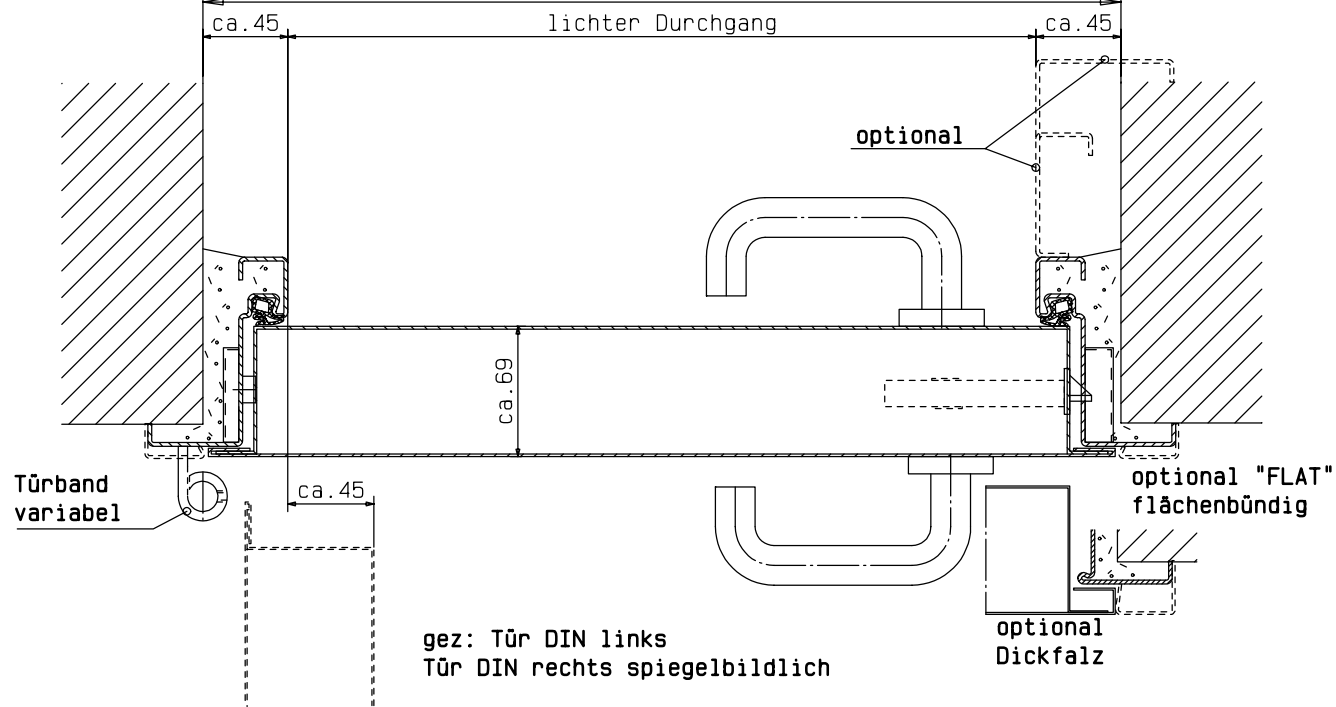 ca.45
lichter Durchgang
ca.45
optional
ca.69
Türband
variabel
ca.45
optional "FLAT"
flächenbündig
gez: Tür DIN links
Tür DIN rechts spiegelbildlich
optional
Dickfalz